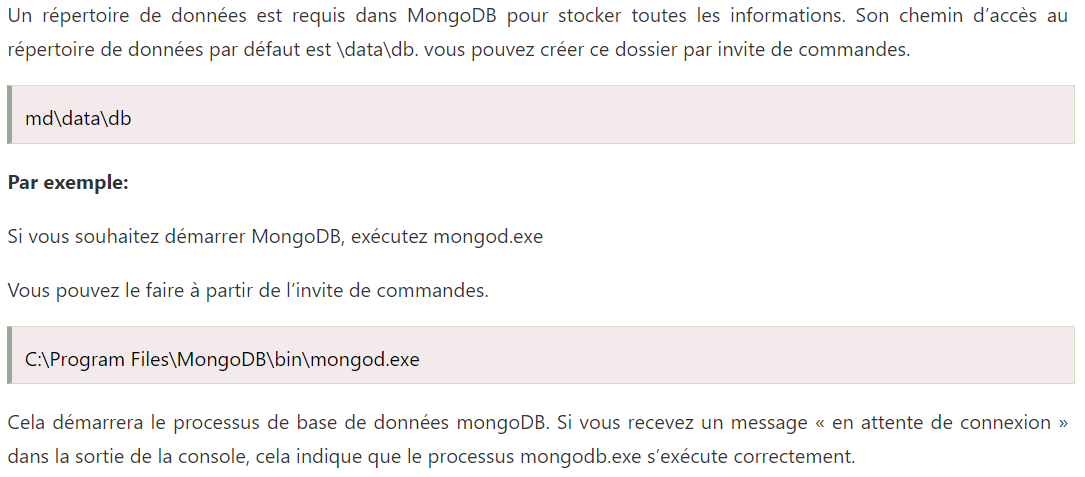 Un répertoire de données est requis dans MongoDB pour stocker toutes les informations. Son chemin d’accès au
répertoire de données par défaut est \data\db. vous pouvez créer ce dossier par invite de commandes.
md\data\db
Par exemple:
Si vous souhaitez démarrer MongoDB, exécutez mongod.exe
Vous pouvez le faire à partir de l’invite de commandes.
C:\Program Files\MongoDB\bin\mongod.exe
Cela démarrera le processus de base de données mongoDB. Si vous recevez un message « en attente de connexion »
dans la sortie de la console, cela indique que le processus mongodb.exe s’exécute correctement.